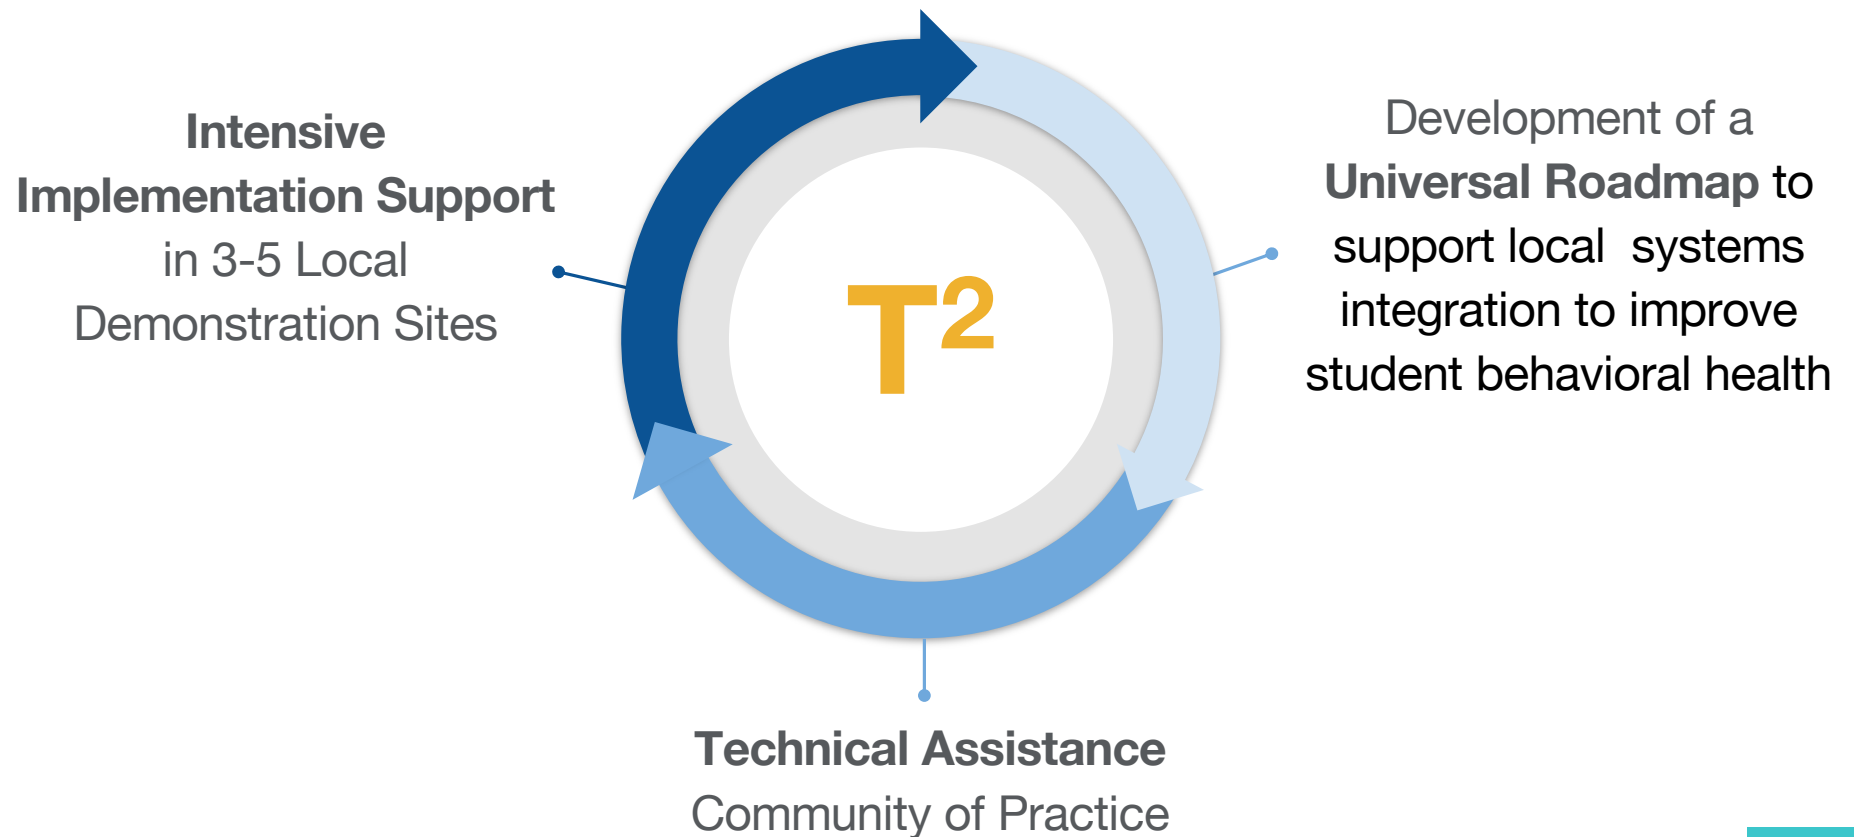 Intensive
Implementation Support
in 3-5 Local
Demonstration Sites
T²
Development of a
Universal Roadmap to
support local  systems
integration to improve
student behavioral health
Technical Assistance
Community of Practice